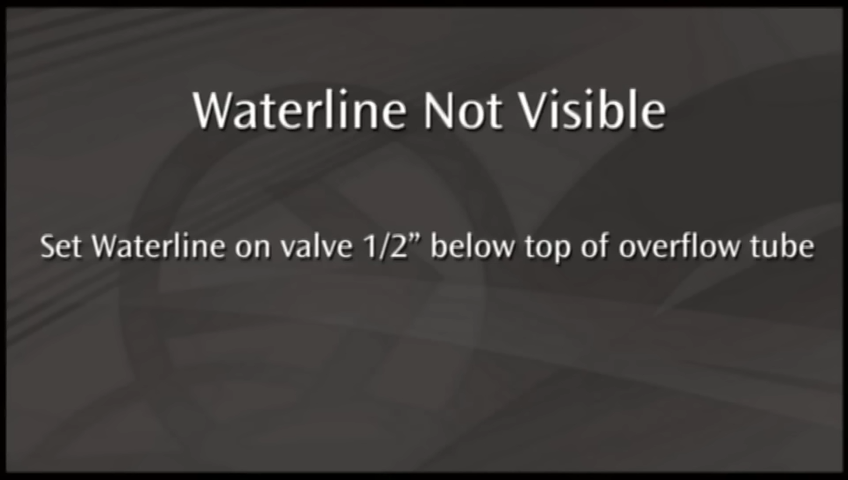 Waterline Not Visible
Set Waterline on valve 1/2” below top of overflow tube